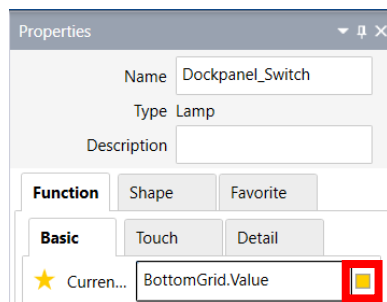 Properties
Name Dockpanel_Switch
Type Lamp
Description
Function Shape Favorite
Basic Touch Detail
Curren... BottomGrid.Value